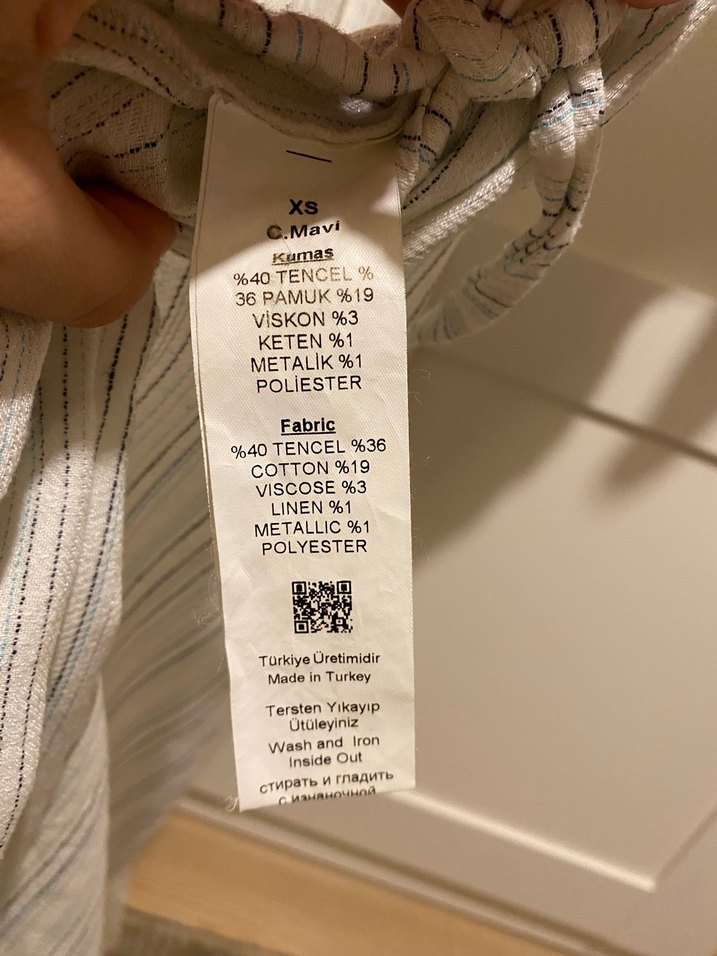 XS
C.Mavi
Kumaş
%40 TENCEL %
36 PAMUK %19
VİSKON %3
KETEN %1
METALİK %1
POLİESTER
Fabric
%40 TENCEL %36
COTTON %19
VISCOSE %3
LINEN %1
METALLIC %1
POLYESTER
Türkiye Üretimidir
Made in Turkey
Tersten Yıkayıp
Ütüleyiniz
Wash and Iron
Inside Out
стирать и гладить
с изнаночной